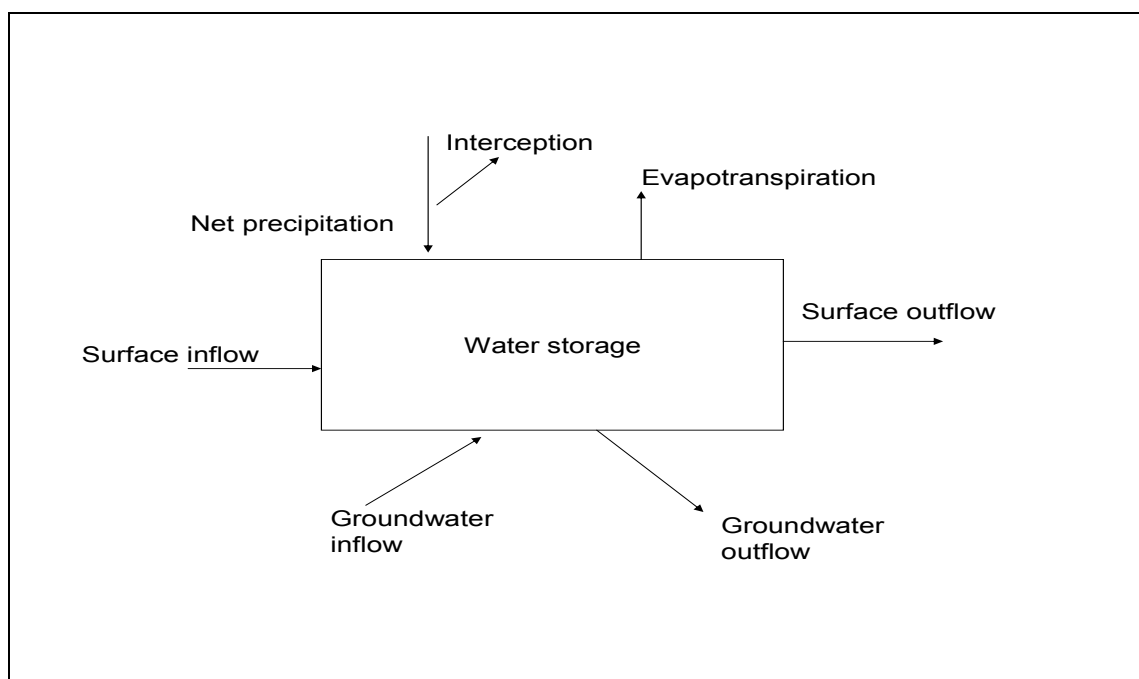 Interception
Evapotranspiration
Net precipitation
Surface outflow
Water storage
Surface inflow
Groundwater
inflow
Groundwater
outflow